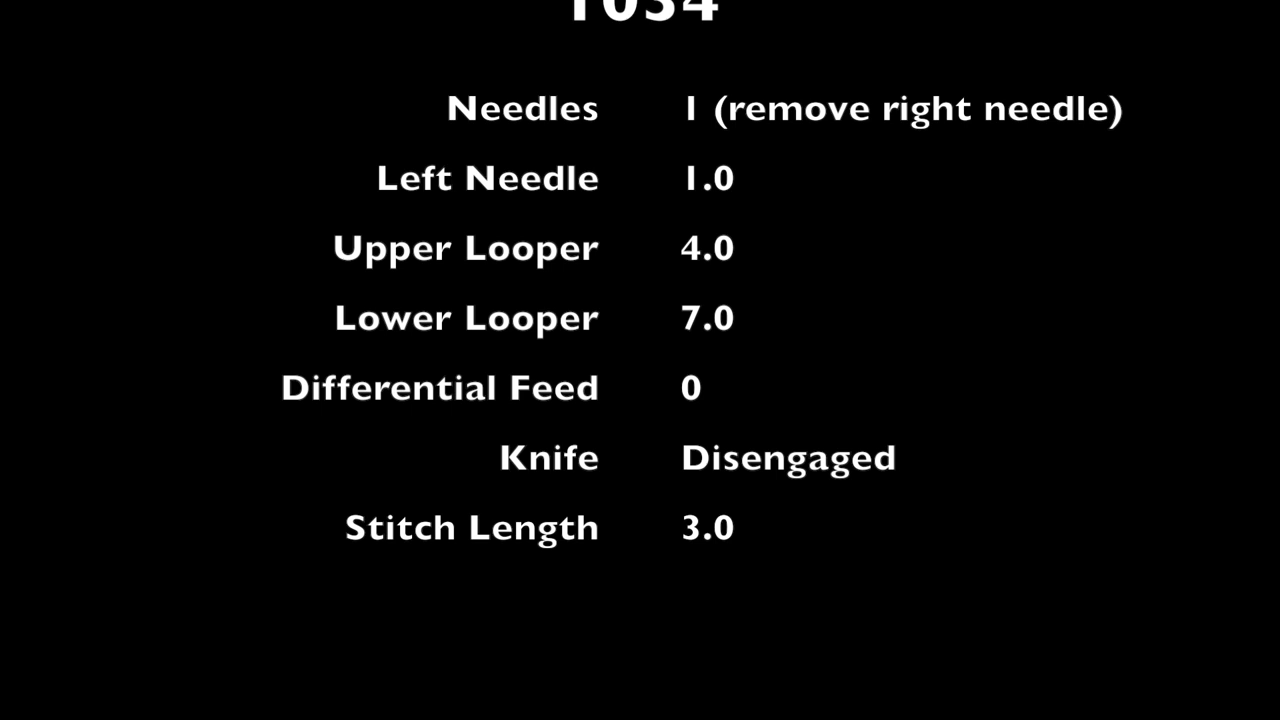 1034
Needles 1 (remove right needle)
Left Needle 1.0
Upper Looper 4.0
Lower Looper 7.0
Differential Feed 0
Knife Disengaged
Stitch Length 3.0